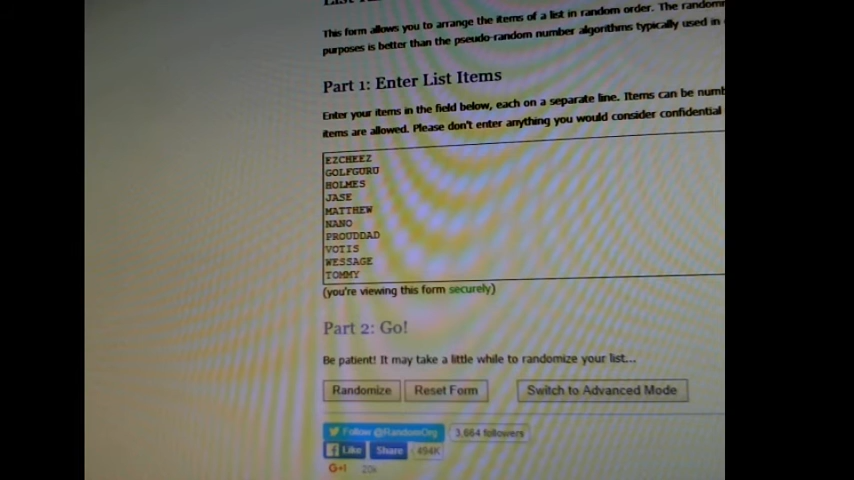 This form allows you to arrange the items of a list in random order. The
purposes is better than the pseudo-random number algorithms typically used in
Part 1: Enter List Items
Enter your items in the field below, each on a separate line. Items can be
items are allowed. Please don't enter anything you would consider confidential
EZCHEEZ
GOLFGURU
HOLMES
JASE
MATTHEW
NANO
PROUDDAD
VOTIS
WESSAGE
TOMMY
(you're viewing this form securely)
Part 2: Go!
Be patient! It may take a little while to randomize your list...
Randomize Reset Form Switch to Advanced Mode
Follow @RandomOrg 3,664 followers
Like Share 494K
G+1 20k